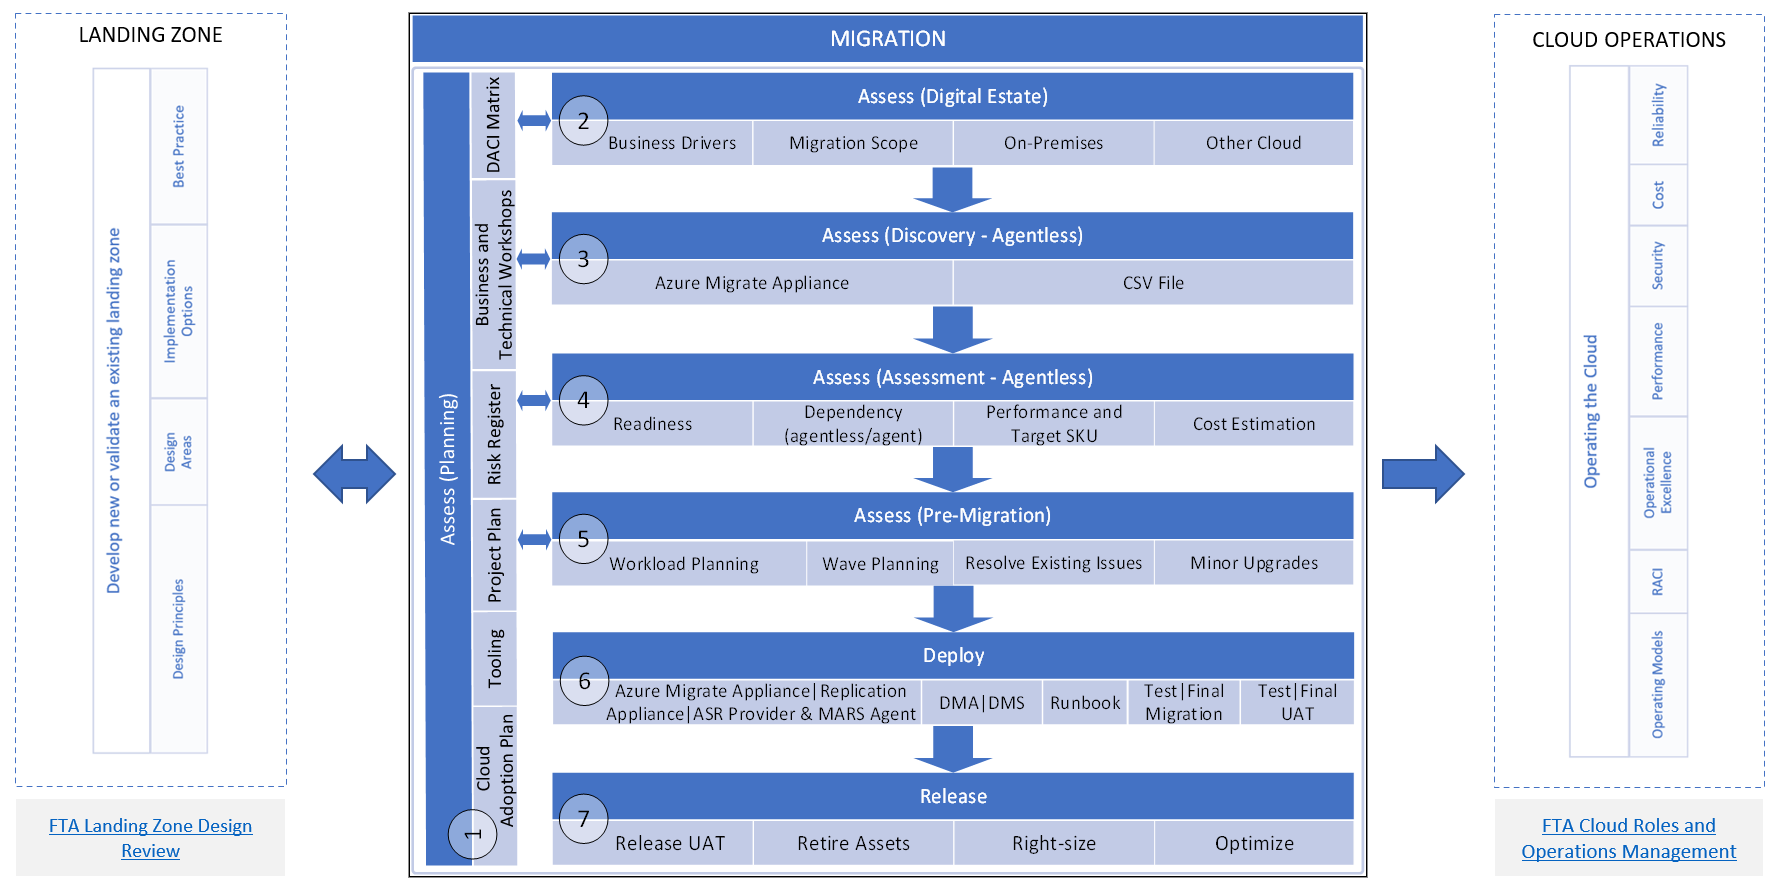 LANDING ZONE
Develop new or validate an existing landing zone
Best Practice
Implementation
Options
Design
Areas
Design Principles
FTA Landing Zone Design
Review
MIGRATION
Assess (Planning)
1
DACI Matrix
Business and
Technical Workshops
Risk Register
Project Plan
Tooling
Cloud
Adoption Plan
2
Assess (Digital Estate)
Business Drivers
Migration Scope
On-Premises
Other Cloud
3
Assess (Discovery - Agentless)
Azure Migrate Appliance
CSV File
4
Assess (Assessment - Agentless)
Readiness
Dependency
(agentless/agent)
Performance and
Target SKU
Cost Estimation
5
Assess (Pre-Migration)
Workload Planning
Wave Planning
Resolve Existing Issues
Minor Upgrades
6
Deploy
Azure Migrate Appliance|Replication
Appliance|ASR Provider & MARS Agent
DMA|DMS
Runbook
Test|Final
Migration
Test|Final
UAT
7
Release
Release UAT
Retire Assets
Right-size
Optimize
CLOUD OPERATIONS
Operating the Cloud
Reliability
Cost
Security
Performance
Operational
Excellence
RACI
Operating Models
FTA Cloud Roles and
Operations Management